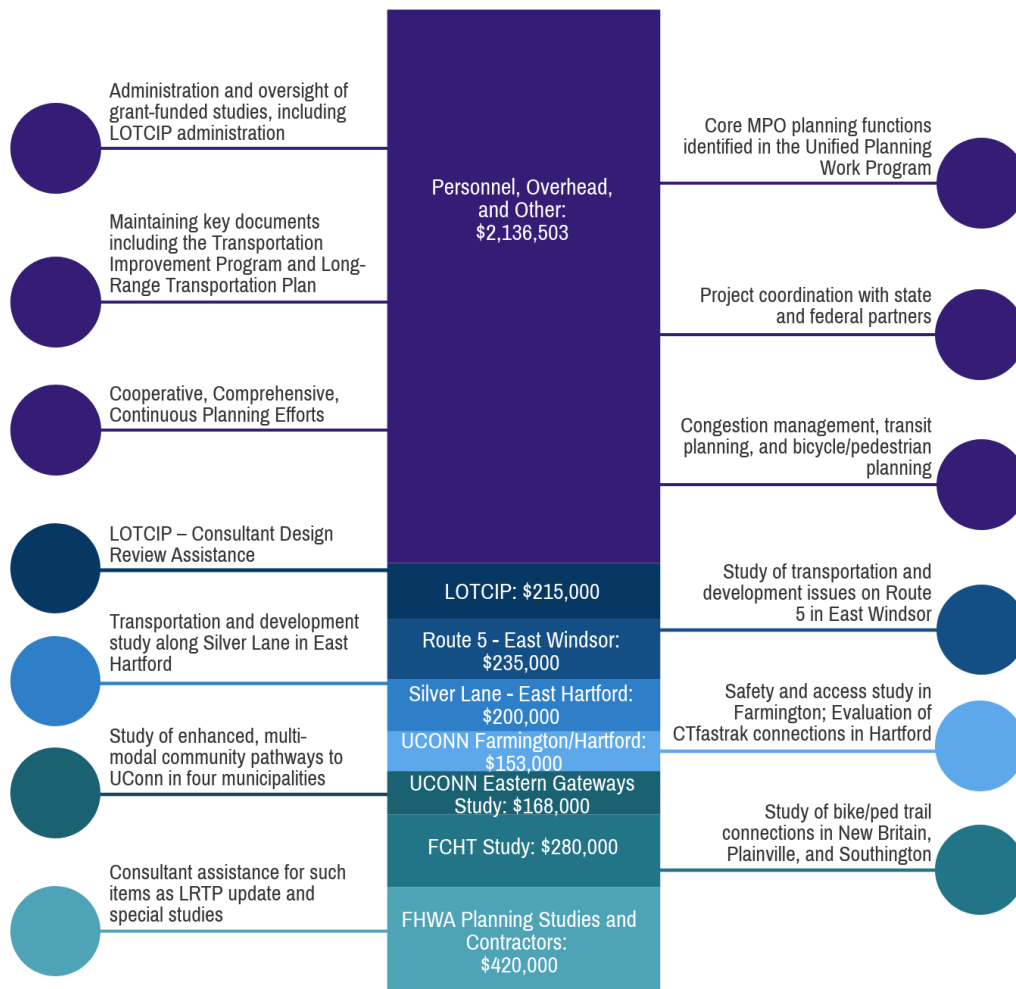 Administration and oversight of
grant-funded studies, including
LOTCIP administration
Maintaining key documents
including the Transportation
Improvement Program and Long-
Range Transportation Plan
Cooperative, Comprehensive,
Continuous Planning Efforts
LOTCIP – Consultant Design
Review Assistance
Transportation and development
study along Silver Lane in East
Hartford
Study of enhanced, multi-
modal community pathways to
UConn in four municipalities
Consultant assistance for such
items as LRTP update and
special studies
Personnel, Overhead,
and Other:
$2,136,503
LOTCIP: $215,000
Route 5 - East Windsor:
$235,000
Silver Lane - East Hartford:
$200,000
UCONN Farmington/Hartford:
$153,000
UCONN Eastern Gateways
Study: $168,000
FCHT Study: $280,000
FHWA Planning Studies and
Contractors:
$420,000
Core MPO planning functions
identified in the Unified Planning
Work Program
Project coordination with state
and federal partners
Congestion management, transit
planning, and bicycle/pedestrian
planning
Study of transportation and
development issues on Route
5 in East Windsor
Safety and access study in
Farmington; Evaluation of
CTfastrak connections in Hartford
Study of bike/ped trail
connections in New Britain,
Plainville, and Southington